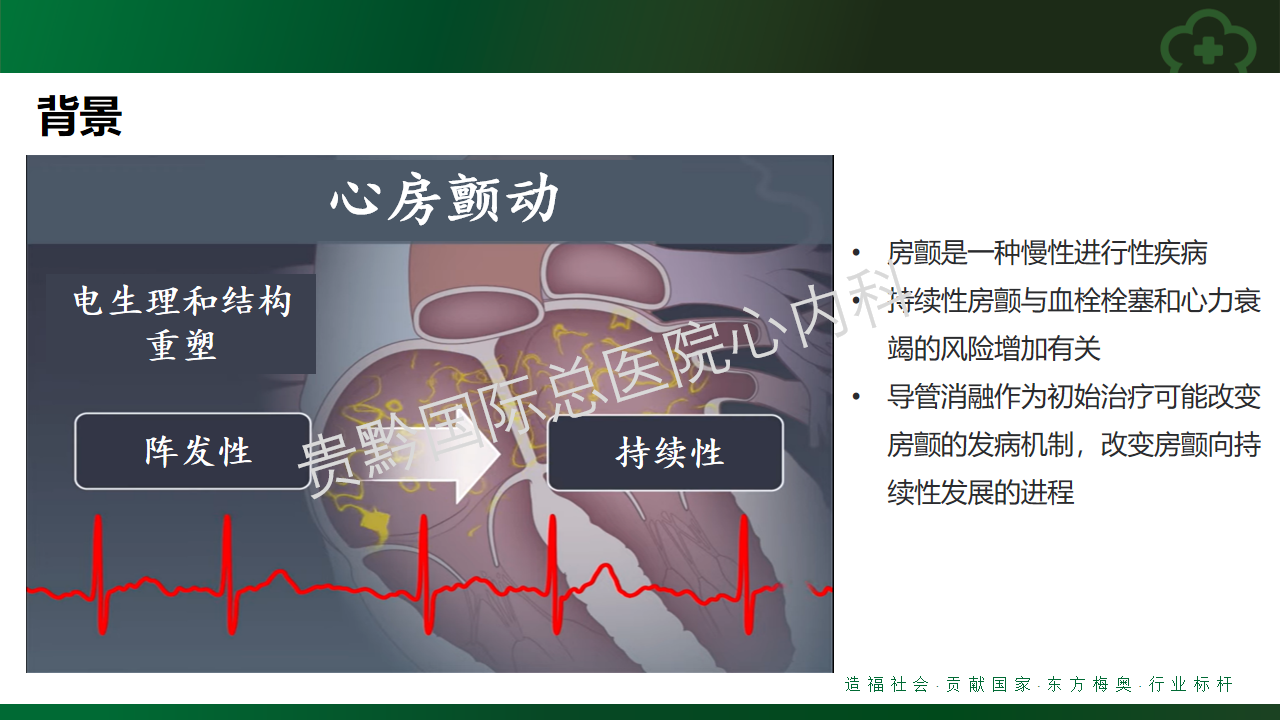 背景
心房颤动
电生理和结构
重塑
阵发性
持续性
• 房颤是一种慢性进行性疾病
• 持续性房颤与血栓栓塞和心力衰
竭的风险增加有关
• 导管消融作为初始治疗可能改变
房颤的发病机制，改变房颤向持
续性发展的进程
贵黔国际总医院心内科
造福社会·贡献国家·东方梅奥·行业标杆